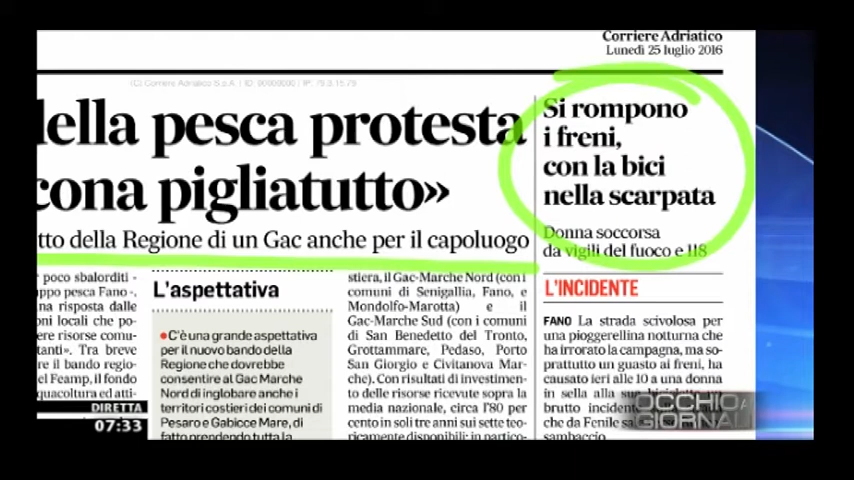 Corriere Adriatico
Lunedì 25 luglio 2016
(C) Corriere Adriatico S.p.A. | ID: 00000000 | IP: 79.3.15.79
della pesca protesta
cona pigliatutto»
tto della Regione di un Gac anche per il capoluogo
poco sbalorditi -
ppo pesca Fano-,
na risposta dalle
oni locali che po-
ere risorse comu-
tanti». Tra breve
il bando regio-
el Feamp, il fondo
quacoltura ed atti-
L'aspettativa
•C'è una grande aspettativa
per il nuovo bando della
Regione che dovrebbe
consentire al Gac Marche
Nord di inglobare anche i
territori costieri dei comuni di
Pesaro e Gabicce Mare, di
fatto prendendo tutta la
stiera, il Gac-Marche Nord (con i
comuni di Senigallia, Fano, e
Mondolfo-Marotta) e il
Gac-Marche Sud (con i comuni
di San Benedetto del Tronto,
Grottammare, Pedaso, Porto
San Giorgio e Civitanova Mar-
che). Con risultati di investimen-
to delle risorse ricevute sopra la
media nazionale, circa l'80 per
cento in soli tre anni sulle sette teo-
ricamente disponibili; in partico-
Si rompono
i freni,
con la bici
nella scarpata
Donna soccorsa
da vigili del fuoco e 118
L'INCIDENTE
FANO La strada scivolosa per
una pioggerellina notturna che
ha irrorato la campagna, ma so-
prattutto un guasto ai freni, ha
causato ieri alle 10 a una donna
in sella alla sua
brutto inciden
che da Fenile
sambaccio
DIRETTA
07:33
OCCHIO AI
GIORNALI